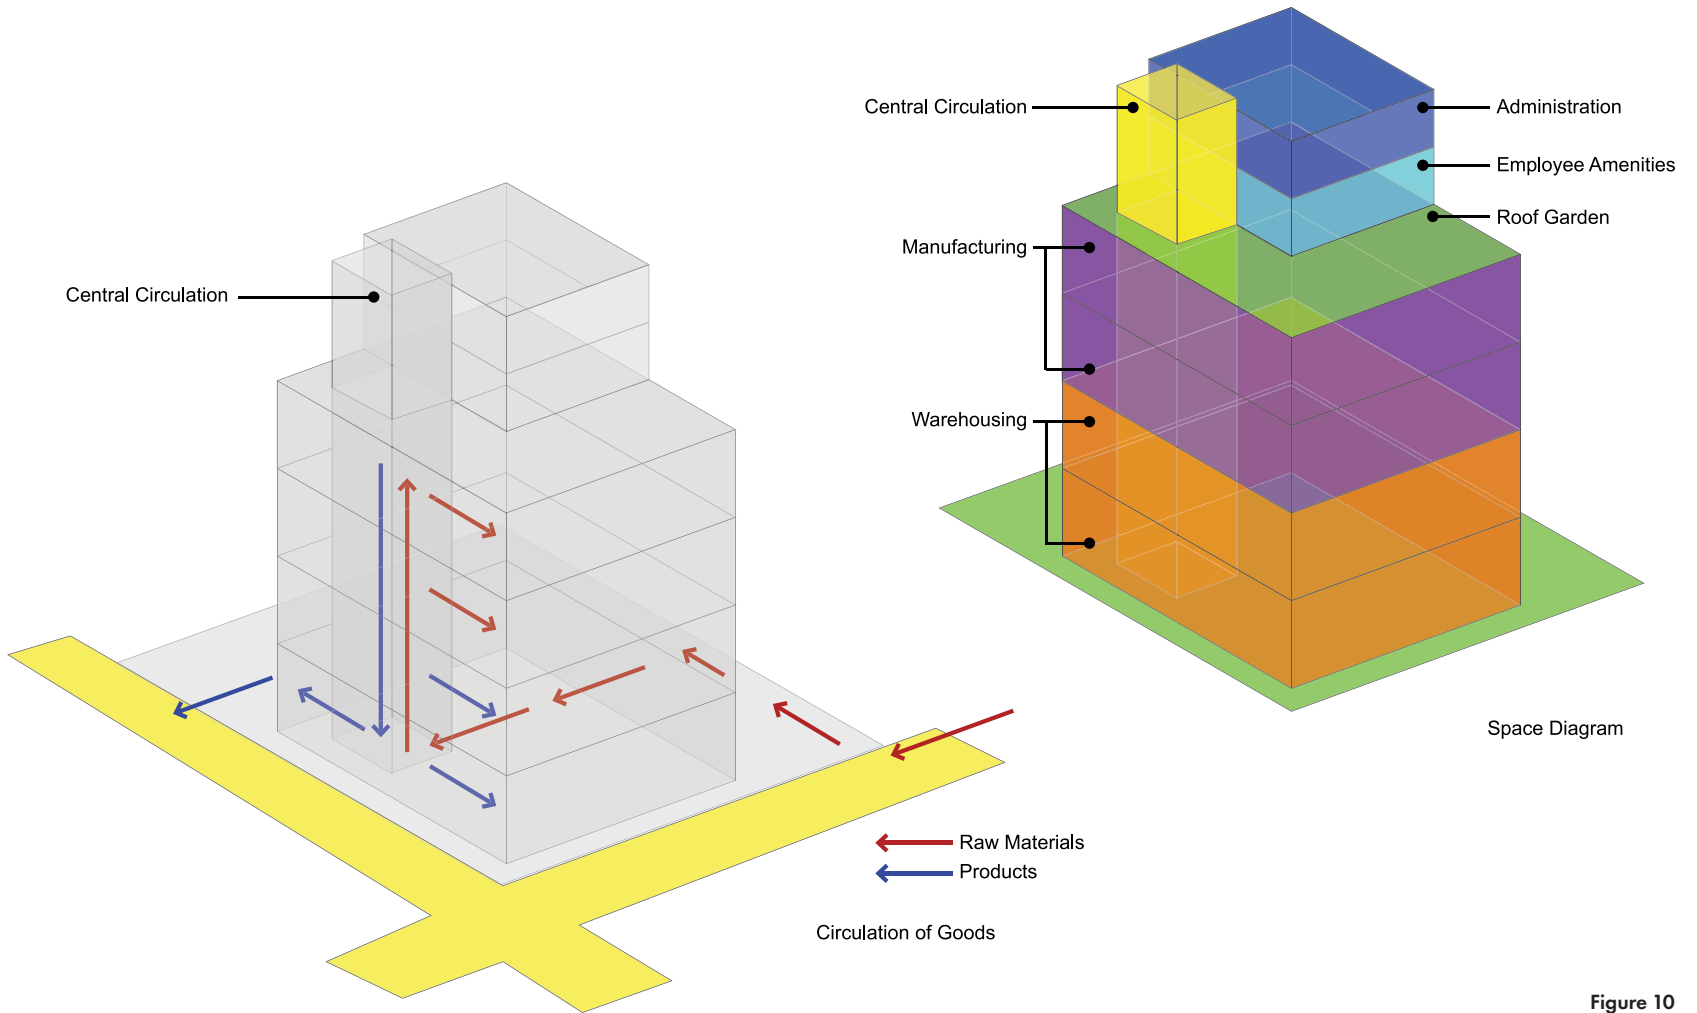 Central Circulation
Raw Materials
Products
Circulation of Goods
Central Circulation
Administration
Employee Amenities
Roof Garden
Manufacturing
Warehousing
Space Diagram
Figure 10